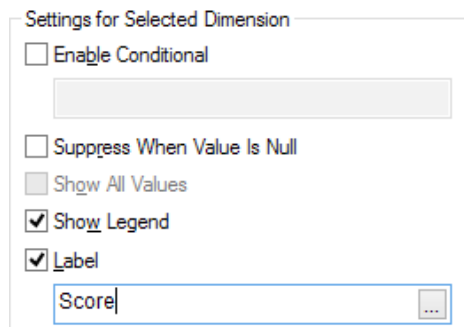 Settings for Selected Dimension
Enable Conditional
Suppress When Value Is Null
Show All Values
Show Legend
Label
Score
...